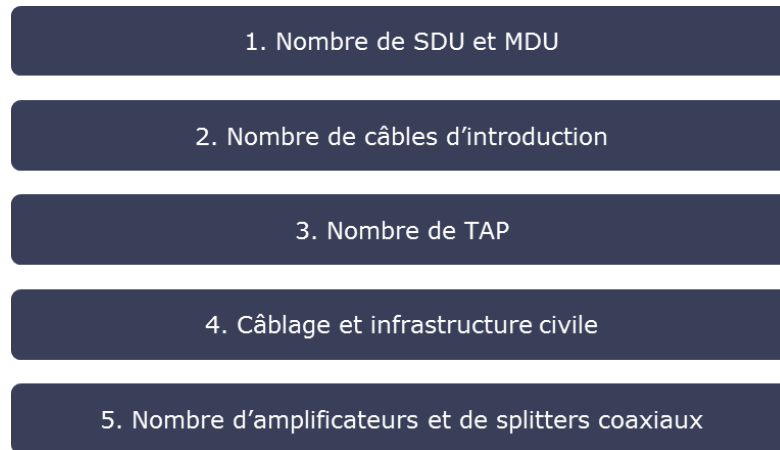 1. Nombre de SDU et MDU
2. Nombre de câbles d’introduction
3. Nombre de TAP
4. Câblage et infrastructure civile
5. Nombre d’amplificateurs et de splitters coaxiaux